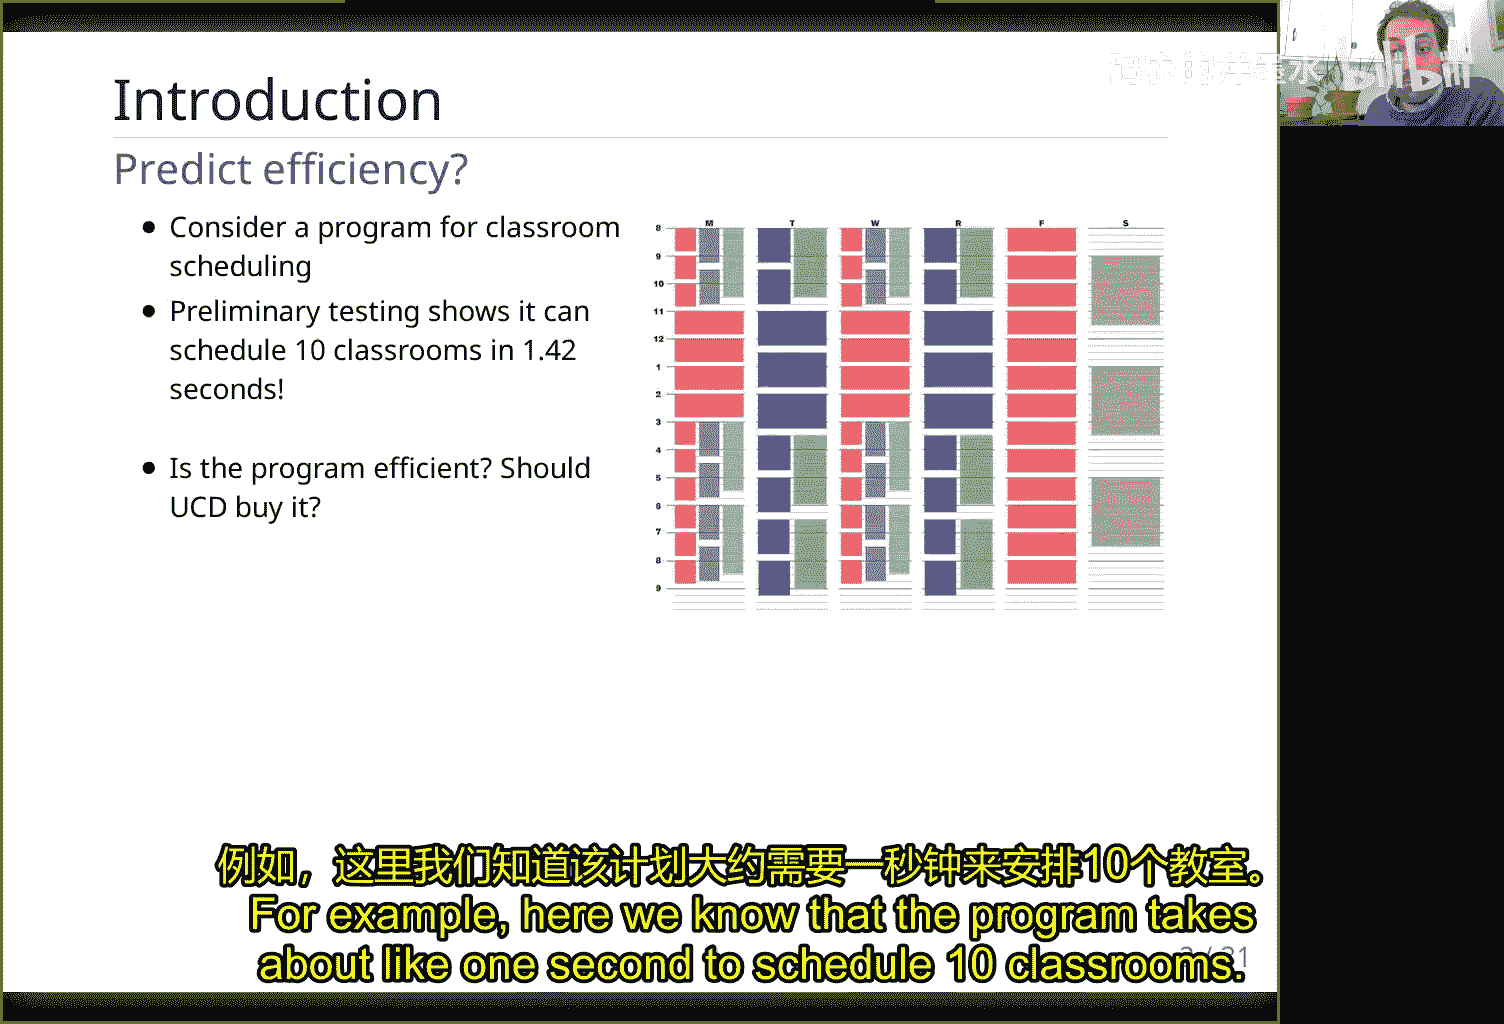 Introduction
Predict efficiency?
• Consider a program for classroom
scheduling
• Preliminary testing shows it can
schedule 10 classrooms in 1.42
seconds!
• Is the program efficient? Should
UCD buy it?
M T W R F S
8
9
10
11
12
1
2
3
4
5
6
7
8
9
例如，这里我们知道该计划大约需要一秒钟来安排10个教室。
For example, here we know that the program takes
about like one second to schedule 10 classrooms.
bilibili